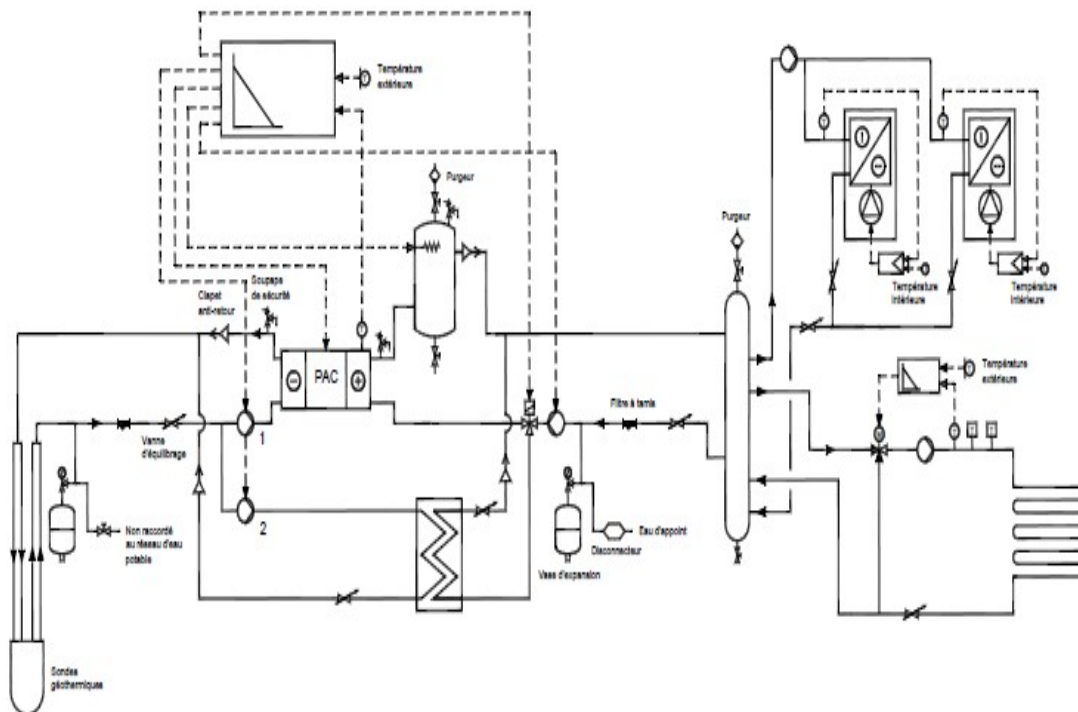 Température
extérieure
Purgeur
Soupape
de sécurité
Clapet
anti-retour
PAC
Purgeur
Température
intérieure
Température
intérieure
Température
extérieure
Filtre à tamis
Vanne
d'équilibrage
1
2
Non raccordé
au réseau d'eau
potable
Eau d'appoint
Disconnecteur
Vase d'expansion
Sondes
géothermiques